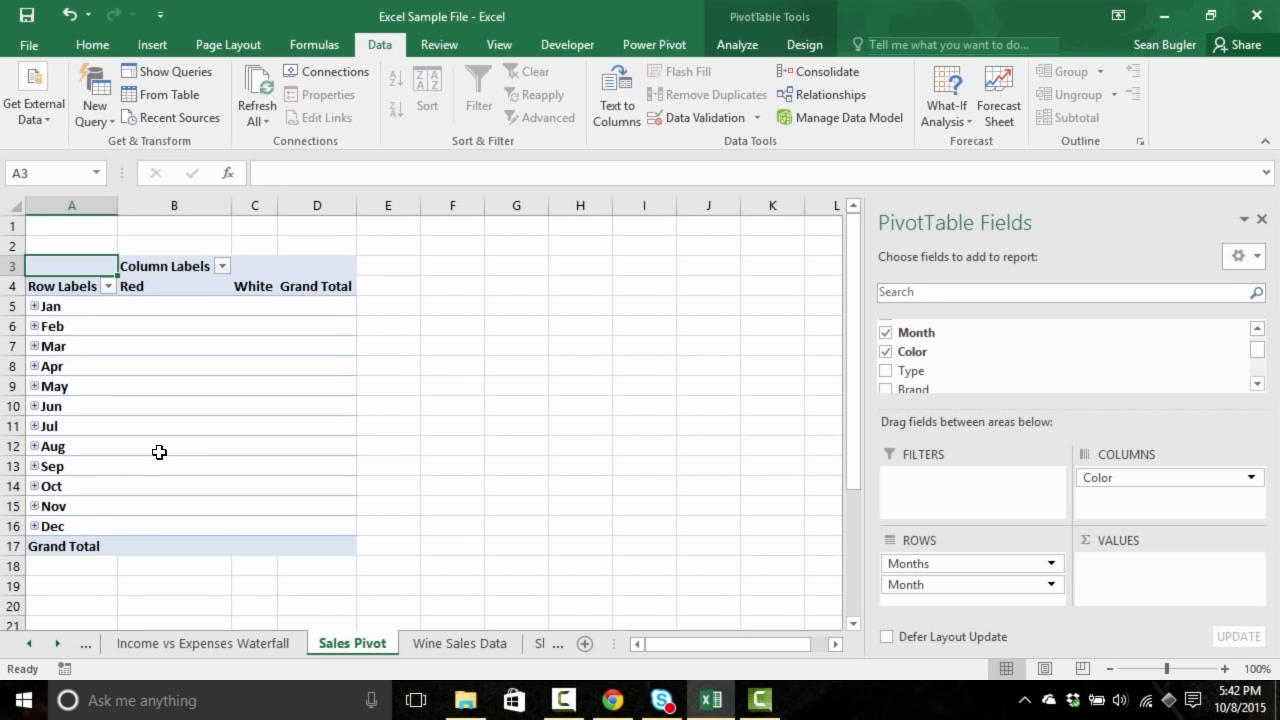 Excel Sample File - Excel
PivotTable Tools
File Home Insert Page Layout Formulas Data Review View Developer Power Pivot Analyze Design Tell me what you want to do... Sean Bugler Share
Get External Data
New Query
Show Queries
From Table
Recent Sources
Get & Transform
Refresh All
Connections
Properties
Edit Links
Connections
Sort
Filter
Clear
Reapply
Advanced
Sort & Filter
Text to Columns
Flash Fill
Remove Duplicates
Data Validation
Consolidate
Relationships
Manage Data Model
Data Tools
What-If Analysis
Forecast Sheet
Forecast
Group
Ungroup
Subtotal
Outline
A3
fx
A B C D E F G H I J K L
1
2
3 Column Labels
4 Row Labels Red White Grand Total
5 Jan
6 Feb
7 Mar
8 Apr
9 May
10 Jun
11 Jul
12 Aug
13 Sep
14 Oct
15 Nov
16 Dec
17 Grand Total
18
19
20
21
PivotTable Fields
Choose fields to add to report:
Search
Month
Color
Type
Brand
Drag fields between areas below:
FILTERS
COLUMNS
Color
ROWS
Months
Month
Σ VALUES
Defer Layout Update
UPDATE
... Income vs Expenses Waterfall Sales Pivot Wine Sales Data Sl ...
Ready
100%
Ask me anything
5:42 PM
10/8/2015